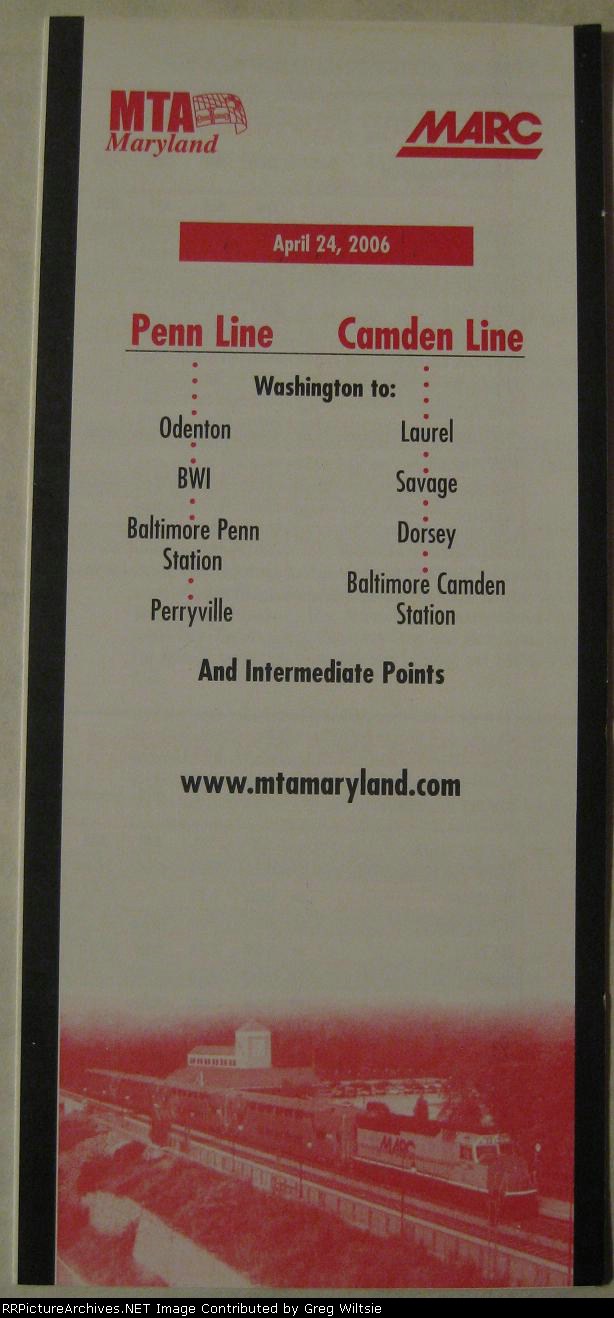 MTA
Maryland
MARC
April 24, 2006
Penn Line
Camden Line
Washington to:
Odenton
BWI
Baltimore Penn
Station
Perryville
Laurel
Savage
Dorsey
Baltimore Camden
Station
And Intermediate Points
www.mtamaryland.com
MARC
RRPictureArchives.NET Image Contributed by Greg Wiltsie